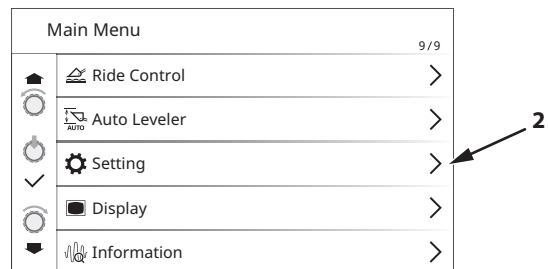 Main Menu
9/9
Ride Control
AUTO
Auto Leveler
2
Setting
Display
Information